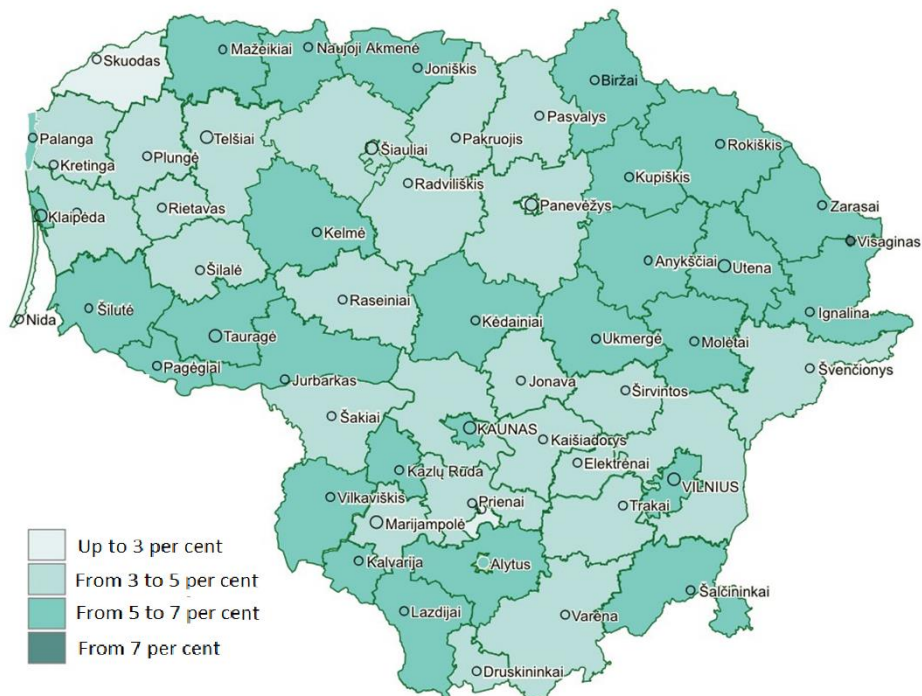 Skuodas
Mažeikiai
Naujoji Akmenė
Joniškis
Biržai
Palanga
Kretinga
Plungė
Telšiai
Šiauliai
Pakruojis
Pasvalys
Rokiškis
Klaipėda
Rietavas
Radviliškis
Kupiškis
Panevėžys
Zarasai
Kelmė
Visaginas
Šilalė
Anykščiai
Utena
Nida
Šilutė
Raseiniai
Kėdainiai
Ignalina
Tauragė
Ukmergė
Molėtai
Pagėgiai
Jurbarkas
Jonava
Širvintos
Švenčionys
Šakiai
KAUNAS
Kaišiadorys
Kazlų Rūda
Elektrėnai
VILNIUS
Vilkaviškis
Prienai
Trakai
Marijampolė
Kalvarija
Alytus
Šalčininkai
Lazdijai
Varėna
Druskininkai
Up to 3 per cent
From 3 to 5 per cent
From 5 to 7 per cent
From 7 per cent